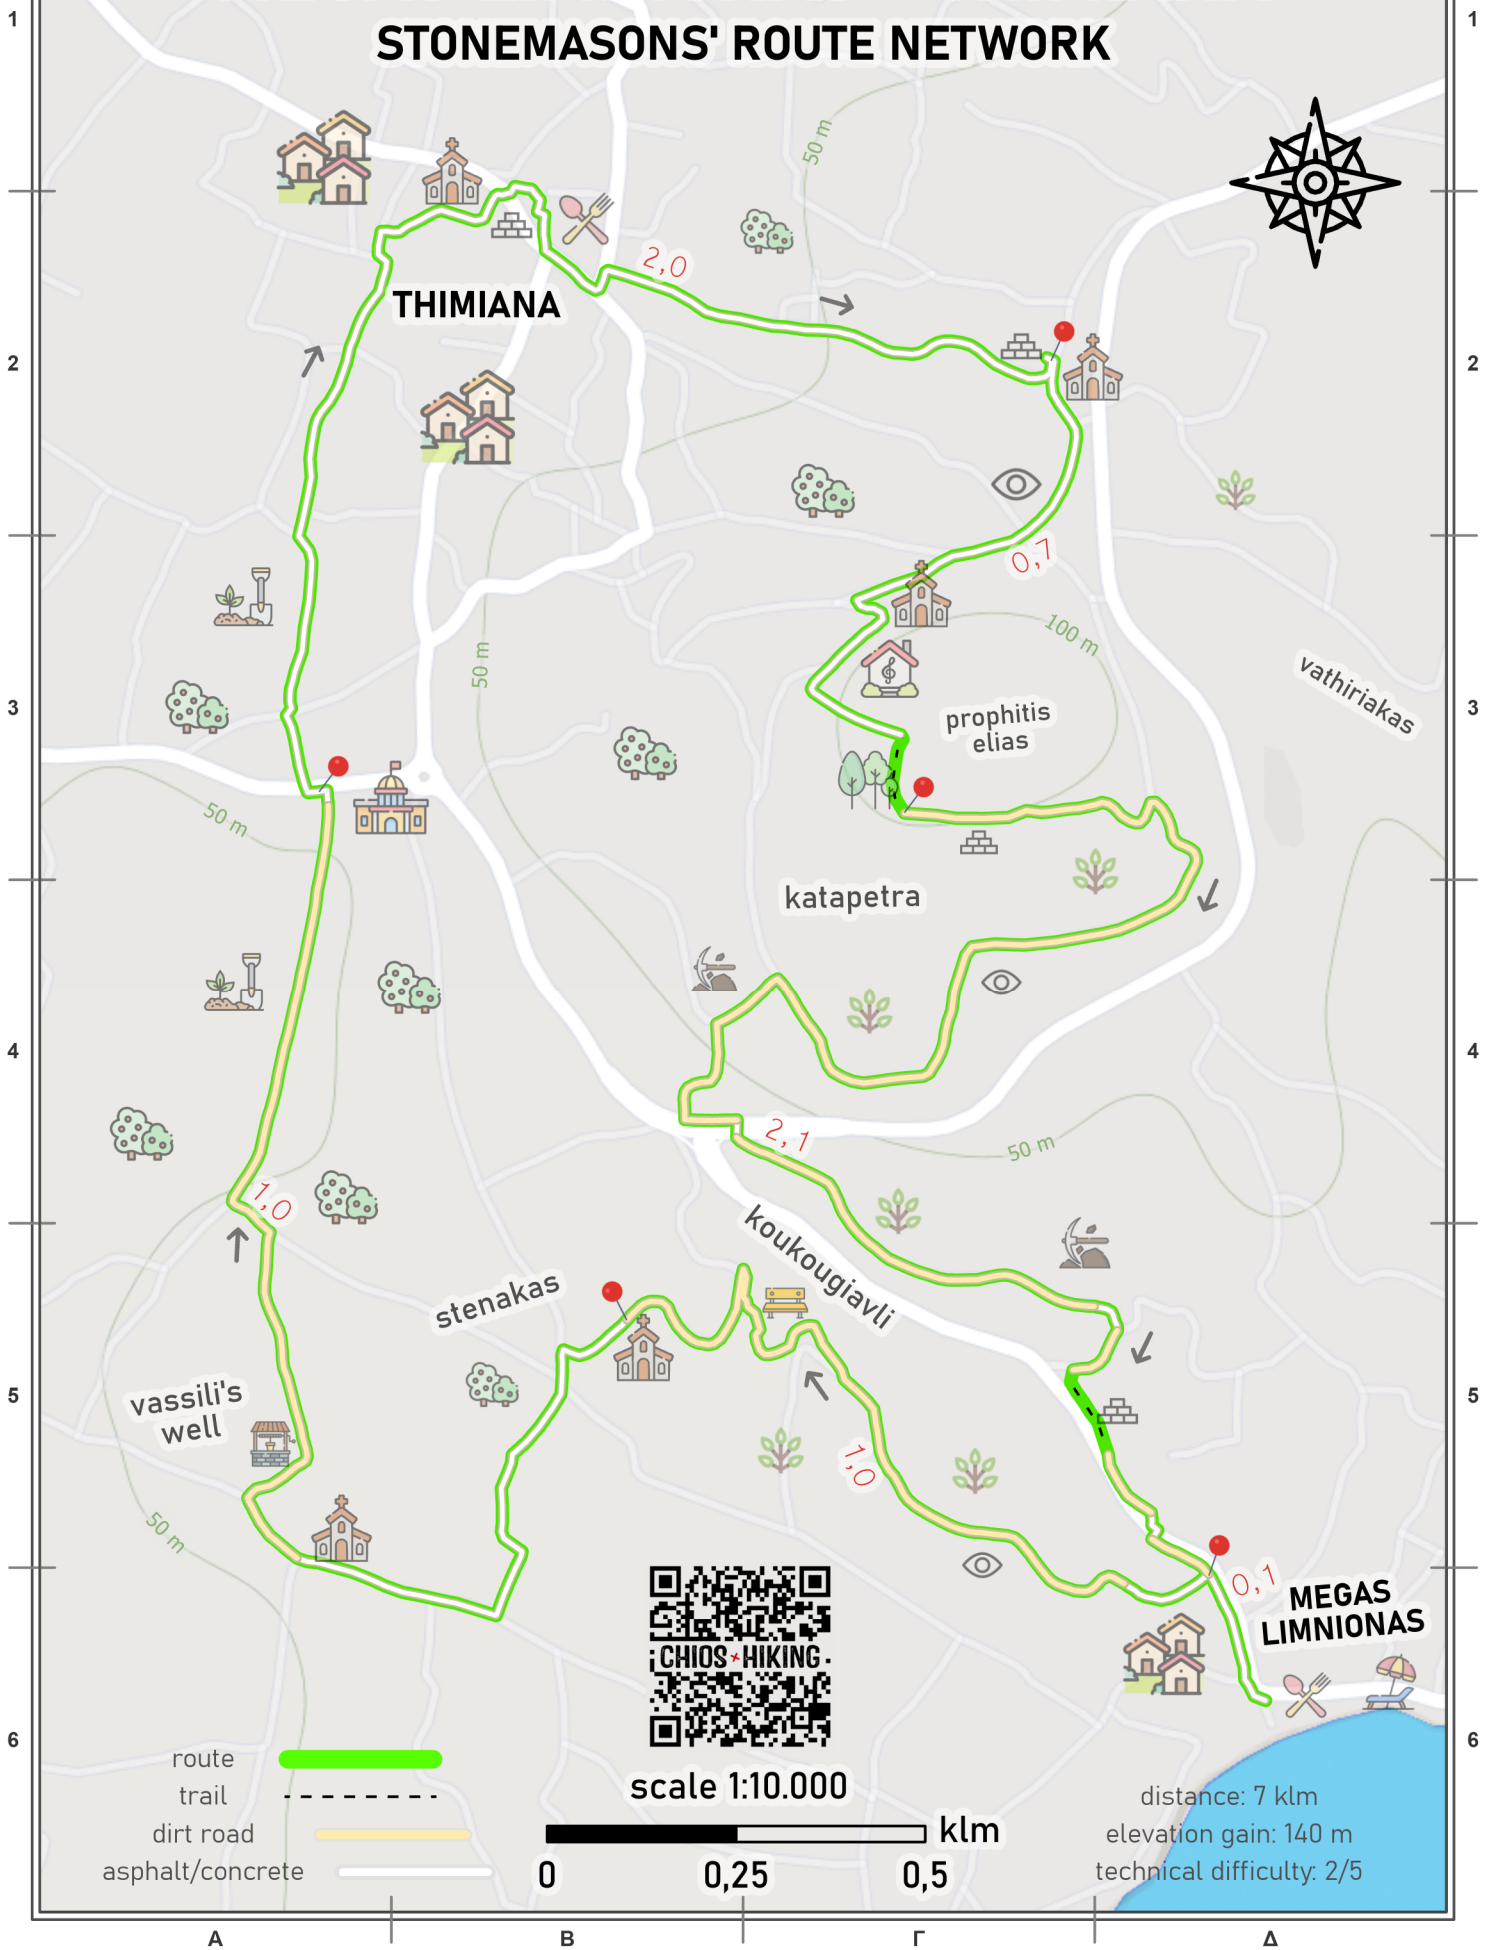 1
1
STONEMASONS' ROUTE NETWORK
50 m
2,0
THIMIANA
2
2
0,7
100 m
50 m
vathiriakas
3
3
prophitis
elias
50 m
katapetra
4
4
2,1
50 m
1,0
koukougiavli
stenakas
vassili's
well
5
5
1,0
50 m
0,1
MEGAS
LIMNIONAS
CHIOS HIKING
6
6
route
trail
dirt road
asphalt/concrete
scale 1:10.000
klm
0 0,25 0,5
distance: 7 klm
elevation gain: 140 m
technical difficulty: 2/5
A B Γ Δ